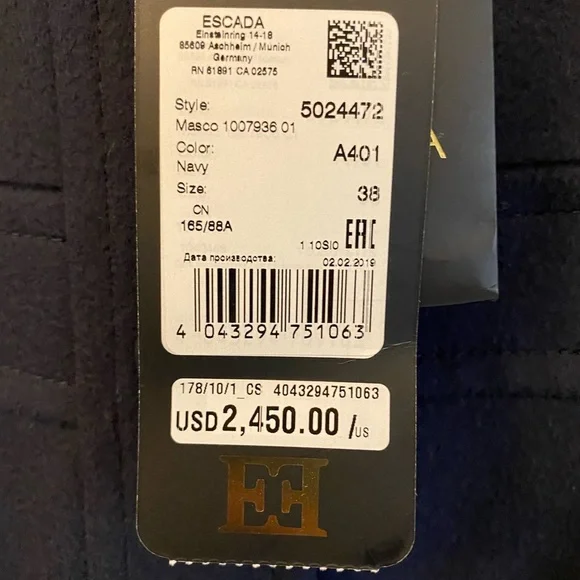 ESCADA
Einsteinring 14-18
85609 Aschheim / Munich
Germany
RN 61891 CA 02575
Style: 5024472
Masco 1007936 01
Color: A401
Navy
Size: 38
CN
165/88A
1 10SI0 EAC
Дата производства: 02.02.2019
4 043294 751063
178/10/1_CS 4043294751063
USD 2,450.00 /US
A